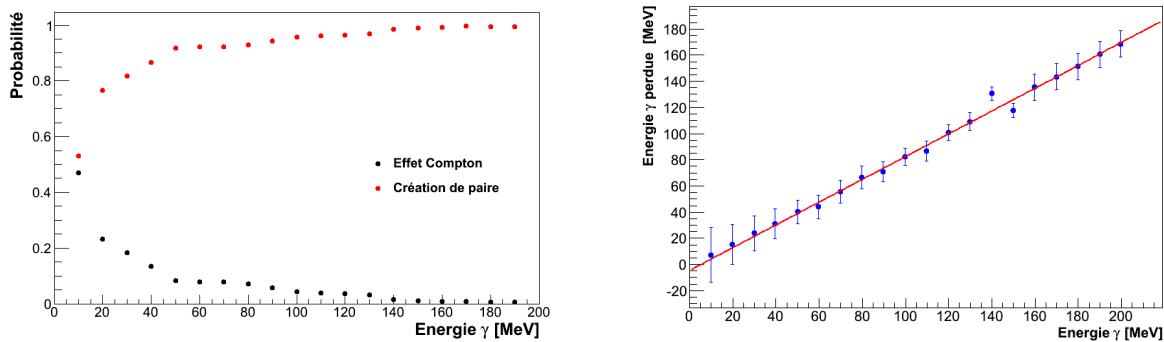 Probabilité
1
0.8
0.6
0.4
0.2
0
Effet Compton
Création de paire
0 20 40 60 80 100 120 140 160 180 200
Energie γ [MeV]
Energie γ perdue [MeV]
180
160
140
120
100
80
60
40
20
0
-20
0 20 40 60 80 100 120 140 160 180 200
Energie γ [MeV]